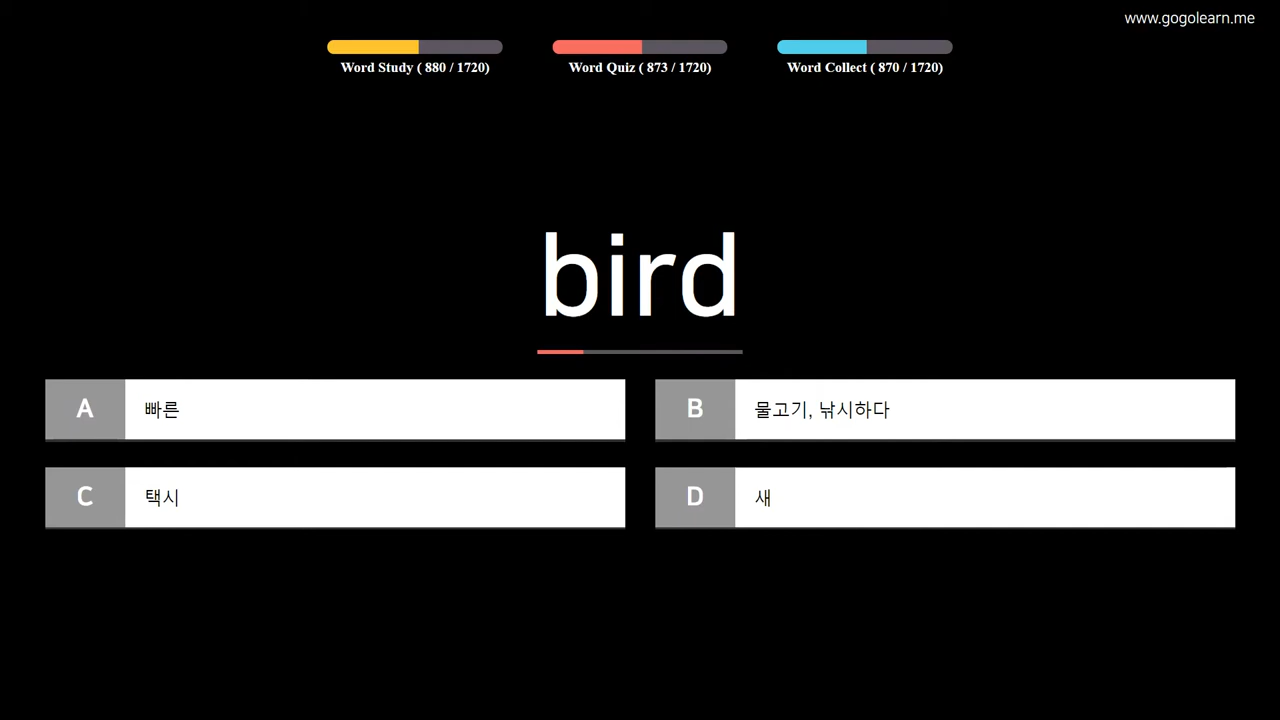 www.gogolearn.me
Word Study ( 880 / 1720)
Word Quiz ( 873 / 1720)
Word Collect ( 870 / 1720)
bird
A 빠른
B 물고기, 낚시하다
C 택시
D 새